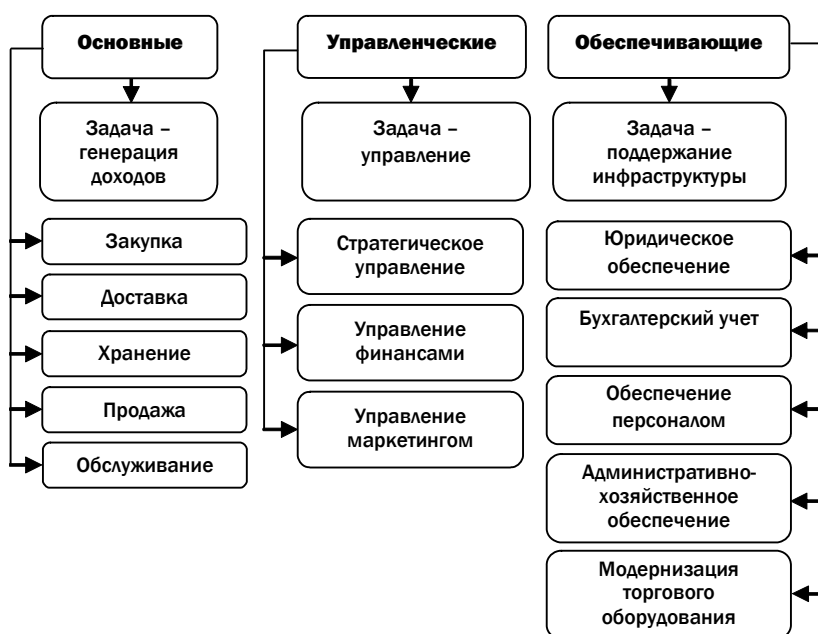 Основные
Задача –
генерация
доходов
Закупка
Доставка
Хранение
Продажа
Обслуживание
Управленческие
Задача –
управление
Стратегическое
управление
Управление
финансами
Управление
маркетингом
Обеспечивающие
Задача –
поддержание
инфраструктуры
Юридическое
обеспечение
Бухгалтерский учет
Обеспечение
персоналом
Административно-
хозяйственное
обеспечение
Модернизация
торгового
оборудования